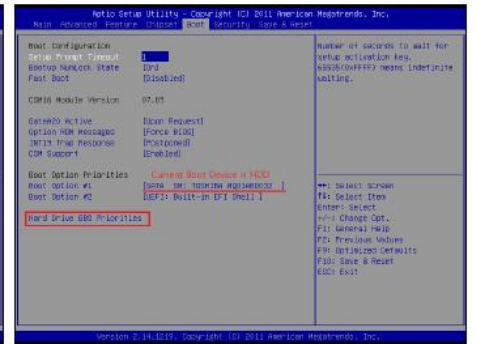 Aptio Setup Utility - Copyright (C) 2011 American Megatrends, Inc.
Main Advanced Feature Chipset Boot Security Save & Reset
Boot Configuration
Setup Prompt Timeout 1
Bootup NumLock State [On]
Fast Boot [Disabled]
CSM16 Module Version 07.69
GateA20 Active [Upon Request]
Option ROM Messages [Force BIOS]
INT19 Trap Response [Postponed]
CSM Support [Enabled]
Boot Option Priorities Current Boot Device is HDD
Boot Option #1 [SATA SM: TOSHIBA ]
Boot Option #2 [UEFI: Built-in EFI Shell ]
Hard Drive BBS Priorities
Number of seconds to wait for
setup activation key.
65535(0xFFFF) means indefinite
waiting.
↔: Select Screen
↑↓: Select Item
Enter: Select
+/-: Change Opt.
F1: General Help
F2: Previous Values
F9: Optimized Defaults
F10: Save & Reset
ESC: Exit
Version 2.14.1219. Copyright (C) 2011 American Megatrends, Inc.